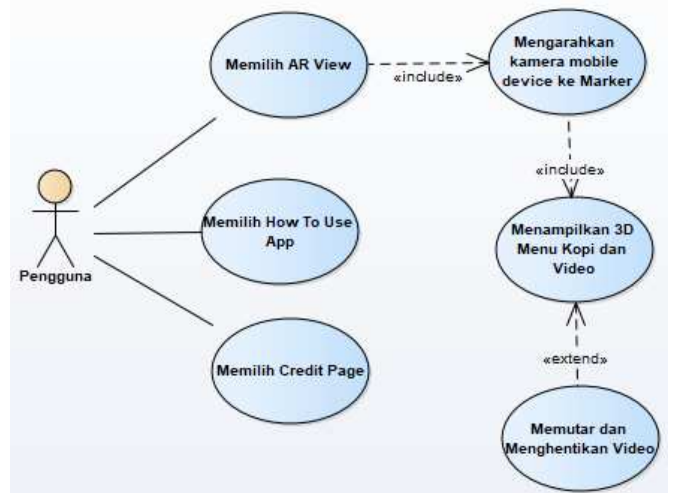 Memilih AR View
«include»
Mengarahkan
kamera mobile
device ke Marker
«include»
Pengguna
Memilih How To Use
App
Menampilkan 3D
Menu Kopi dan
Video
Memilih Credit Page
«extend»
Memutar dan
Menghentikan Video